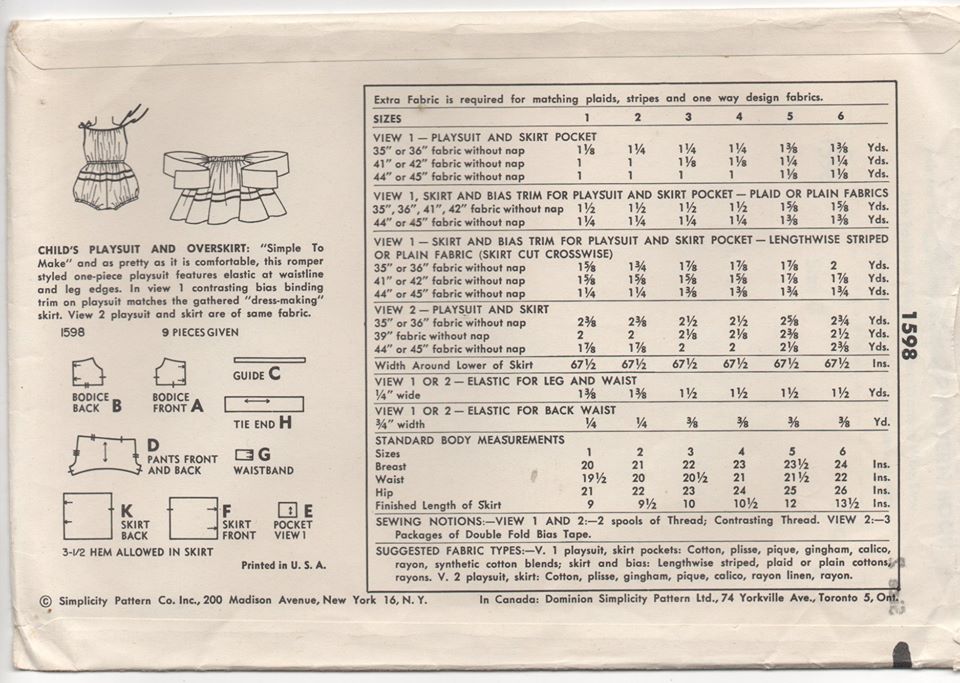 CHILD'S PLAYSUIT AND OVERSKIRT: "Simple To
Make" and as pretty as it is comfortable, this romper
styled one-piece playsuit features elastic at waistline
and leg edges. In view 1 contrasting bias binding
trim on playsuit matches the gathered "dress-making"
skirt. View 2 playsuit and skirt are of same fabric.
1598 9 PIECES GIVEN
BODICE BACK B
BODICE FRONT A
GUIDE C
TIE END H
D PANTS FRONT AND BACK
G WAISTBAND
K SKIRT BACK
F SKIRT FRONT
E POCKET VIEW 1
3-1/2 HEM ALLOWED IN SKIRT
Printed in U. S. A.
Extra Fabric is required for matching plaids, stripes and one way design fabrics.
SIZES 1 2 3 4 5 6
VIEW 1—PLAYSUIT AND SKIRT POCKET
35" or 36" fabric without nap 1⅛ 1¼ 1¼ 1¼ 1⅜ 1⅜ Yds.
41" or 42" fabric without nap 1 1 1⅛ 1⅛ 1¼ 1¼ Yds.
44" or 45" fabric without nap 1 1 1 1 1⅛ 1⅛ Yds.
VIEW 1, SKIRT AND BIAS TRIM FOR PLAYSUIT AND SKIRT POCKET—PLAID OR PLAIN FABRICS
35", 36", 41", 42" fabric without nap 1½ 1½ 1½ 1½ 1⅝ 1⅝ Yds.
44" or 45" fabric without nap 1¼ 1¼ 1¼ 1¼ 1⅜ 1⅜ Yds.
VIEW 1—SKIRT AND BIAS TRIM FOR PLAYSUIT AND SKIRT POCKET—LENGTHWISE STRIPED
OR PLAIN FABRIC (SKIRT CUT CROSSWISE)
35" or 36" fabric without nap 1⅝ 1¾ 1⅞ 1⅞ 1⅞ 2 Yds.
41" or 42" fabric without nap 1⅝ 1⅝ 1⅝ 1⅝ 1⅞ 1⅞ Yds.
44" or 45" fabric without nap 1¼ 1¼ 1⅜ 1⅜ 1¾ 1¾ Yds.
VIEW 2—PLAYSUIT AND SKIRT
35" or 36" fabric without nap 2⅜ 2⅜ 2½ 2½ 2⅝ 2¾ Yds.
39" fabric without nap 2 2 2⅛ 2⅛ 2⅜ 2½ Yds.
44" or 45" fabric without nap 1⅞ 1⅞ 2 2 2⅛ 2⅜ Yds.
Width Around Lower of Skirt 67½ 67½ 67½ 67½ 67½ 67½ Ins.
VIEW 1 OR 2—ELASTIC FOR LEG AND WAIST
¼" wide 1⅜ 1⅜ 1½ 1½ 1½ 1½ Yds.
VIEW 1 OR 2—ELASTIC FOR BACK WAIST
¾" width ¼ ¼ ⅜ ⅜ ⅜ ⅜ Yd.
STANDARD BODY MEASUREMENTS
Sizes 1 2 3 4 5 6
Breast 20 21 22 23 23½ 24 Ins.
Waist 19½ 20 20½ 21 21½ 22 Ins.
Hip 21 22 23 24 25 26 Ins.
Finished Length of Skirt 9 9½ 10 10½ 12 13½ Ins.
SEWING NOTIONS:—VIEW 1 AND 2:—2 spools of Thread; Contrasting Thread. VIEW 2:—3
Packages of Double Fold Bias Tape.
SUGGESTED FABRIC TYPES:—V. 1 playsuit, skirt pockets: Cotton, plisse, pique, gingham, calico,
rayon, synthetic cotton blends; skirt and bias: Lengthwise striped, plaid or plain cottons,
rayons. V. 2 playsuit, skirt: Cotton, plisse, gingham, pique, calico, rayon linen, rayon.
1598
© Simplicity Pattern Co. Inc., 200 Madison Avenue, New York 16, N. Y. In Canada: Dominion Simplicity Pattern Ltd., 74 Yorkville Ave., Toronto 5, Ont.